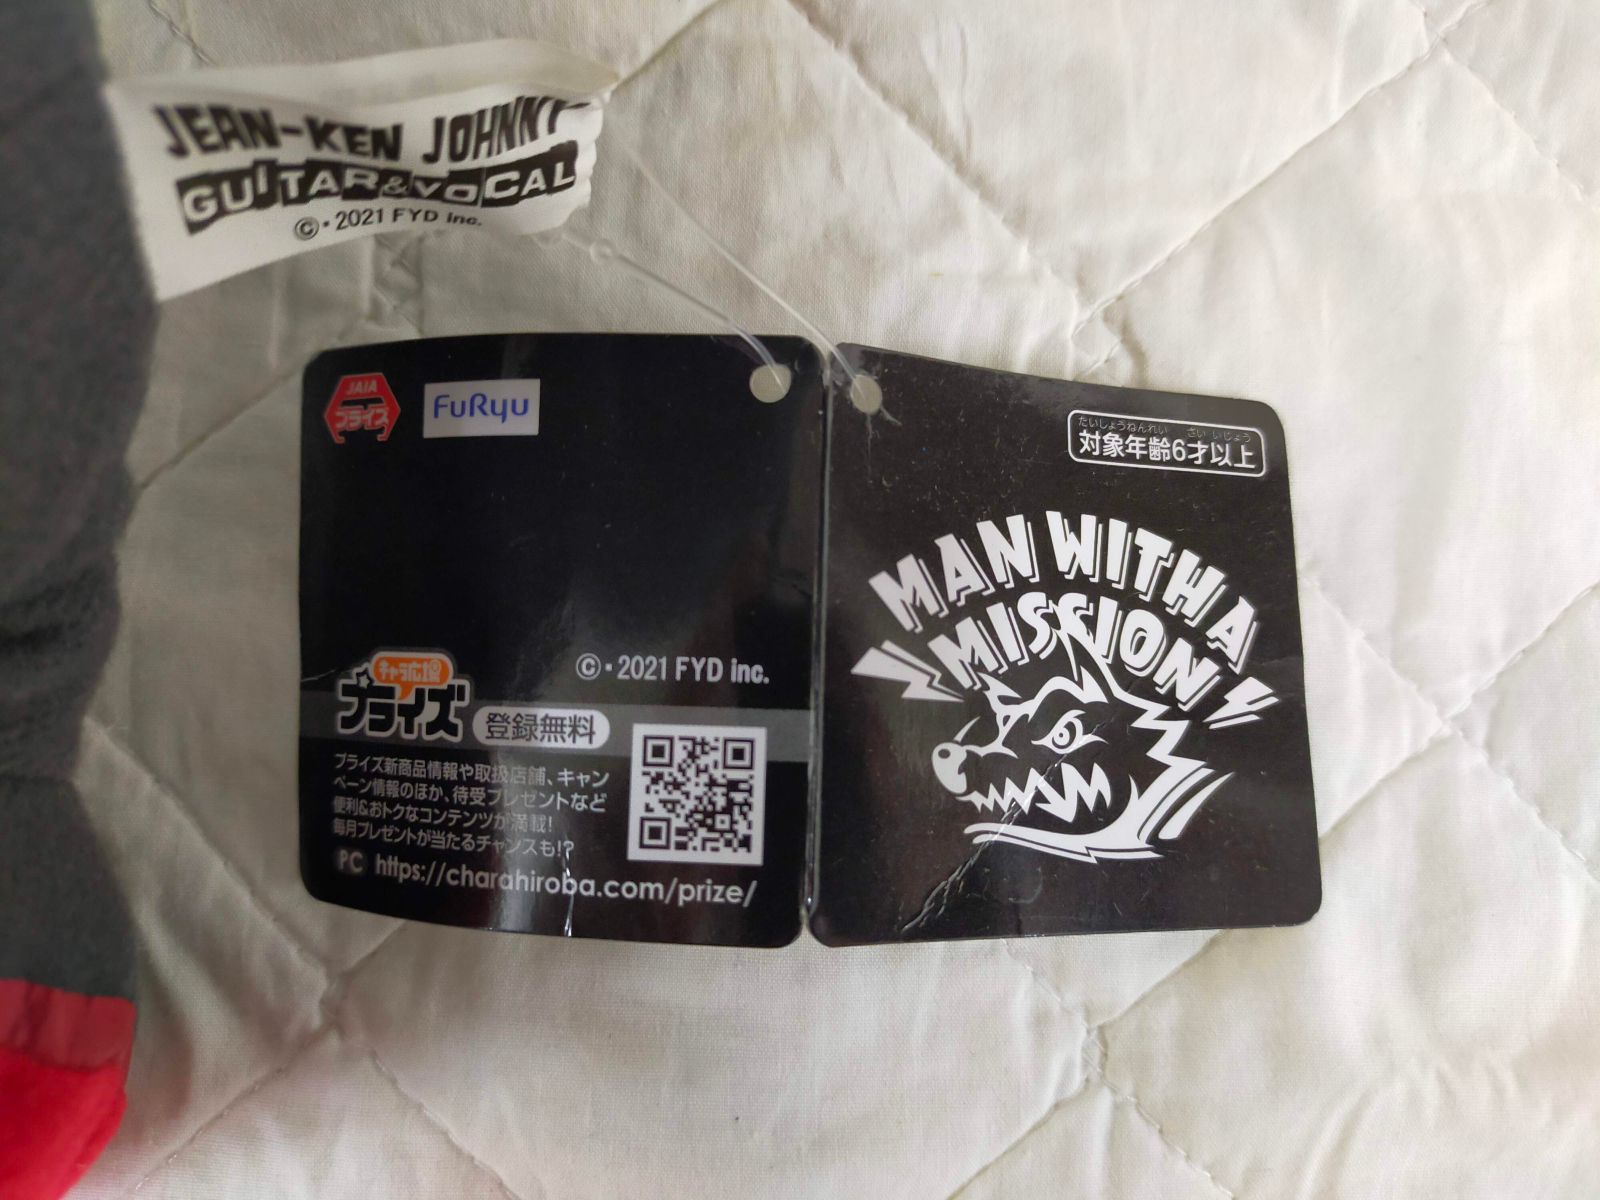 JEAN-KEN JOHNNY
GUITAR&VOCAL
©・2021 FYD inc.
JAIA
プライズ
FuRyu
©・2021 FYD inc.
キャラ広場
プライズ
登録無料
プライズ新商品情報や取扱店舗、キャン
ペーン情報のほか、待受プレゼントなど
便利&おトクなコンテンツが満載!
毎月プレゼントが当たるチャンスも!?
PC https://charahiroba.com/prize/
たいしょうねんれい さい いじょう
対象年齢6才以上
MAN WITH A
MISSION